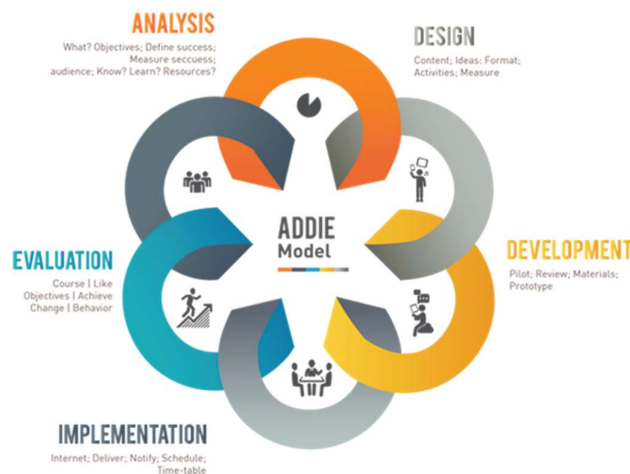 ANALYSIS
What? Objectives; Define success;
Measure seccuess;
audience; Know? Learn? Resources?
DESIGN
Content; Ideas: Format;
Activities; Measure
ADDIE
Model
EVALUATION
Course | Like
Objectives | Achieve
Change | Behavior
DEVELOPMENT
Pilot; Review; Materials;
Prototype
IMPLEMENTATION
Internet; Deliver; Notify; Schedule;
Time-table